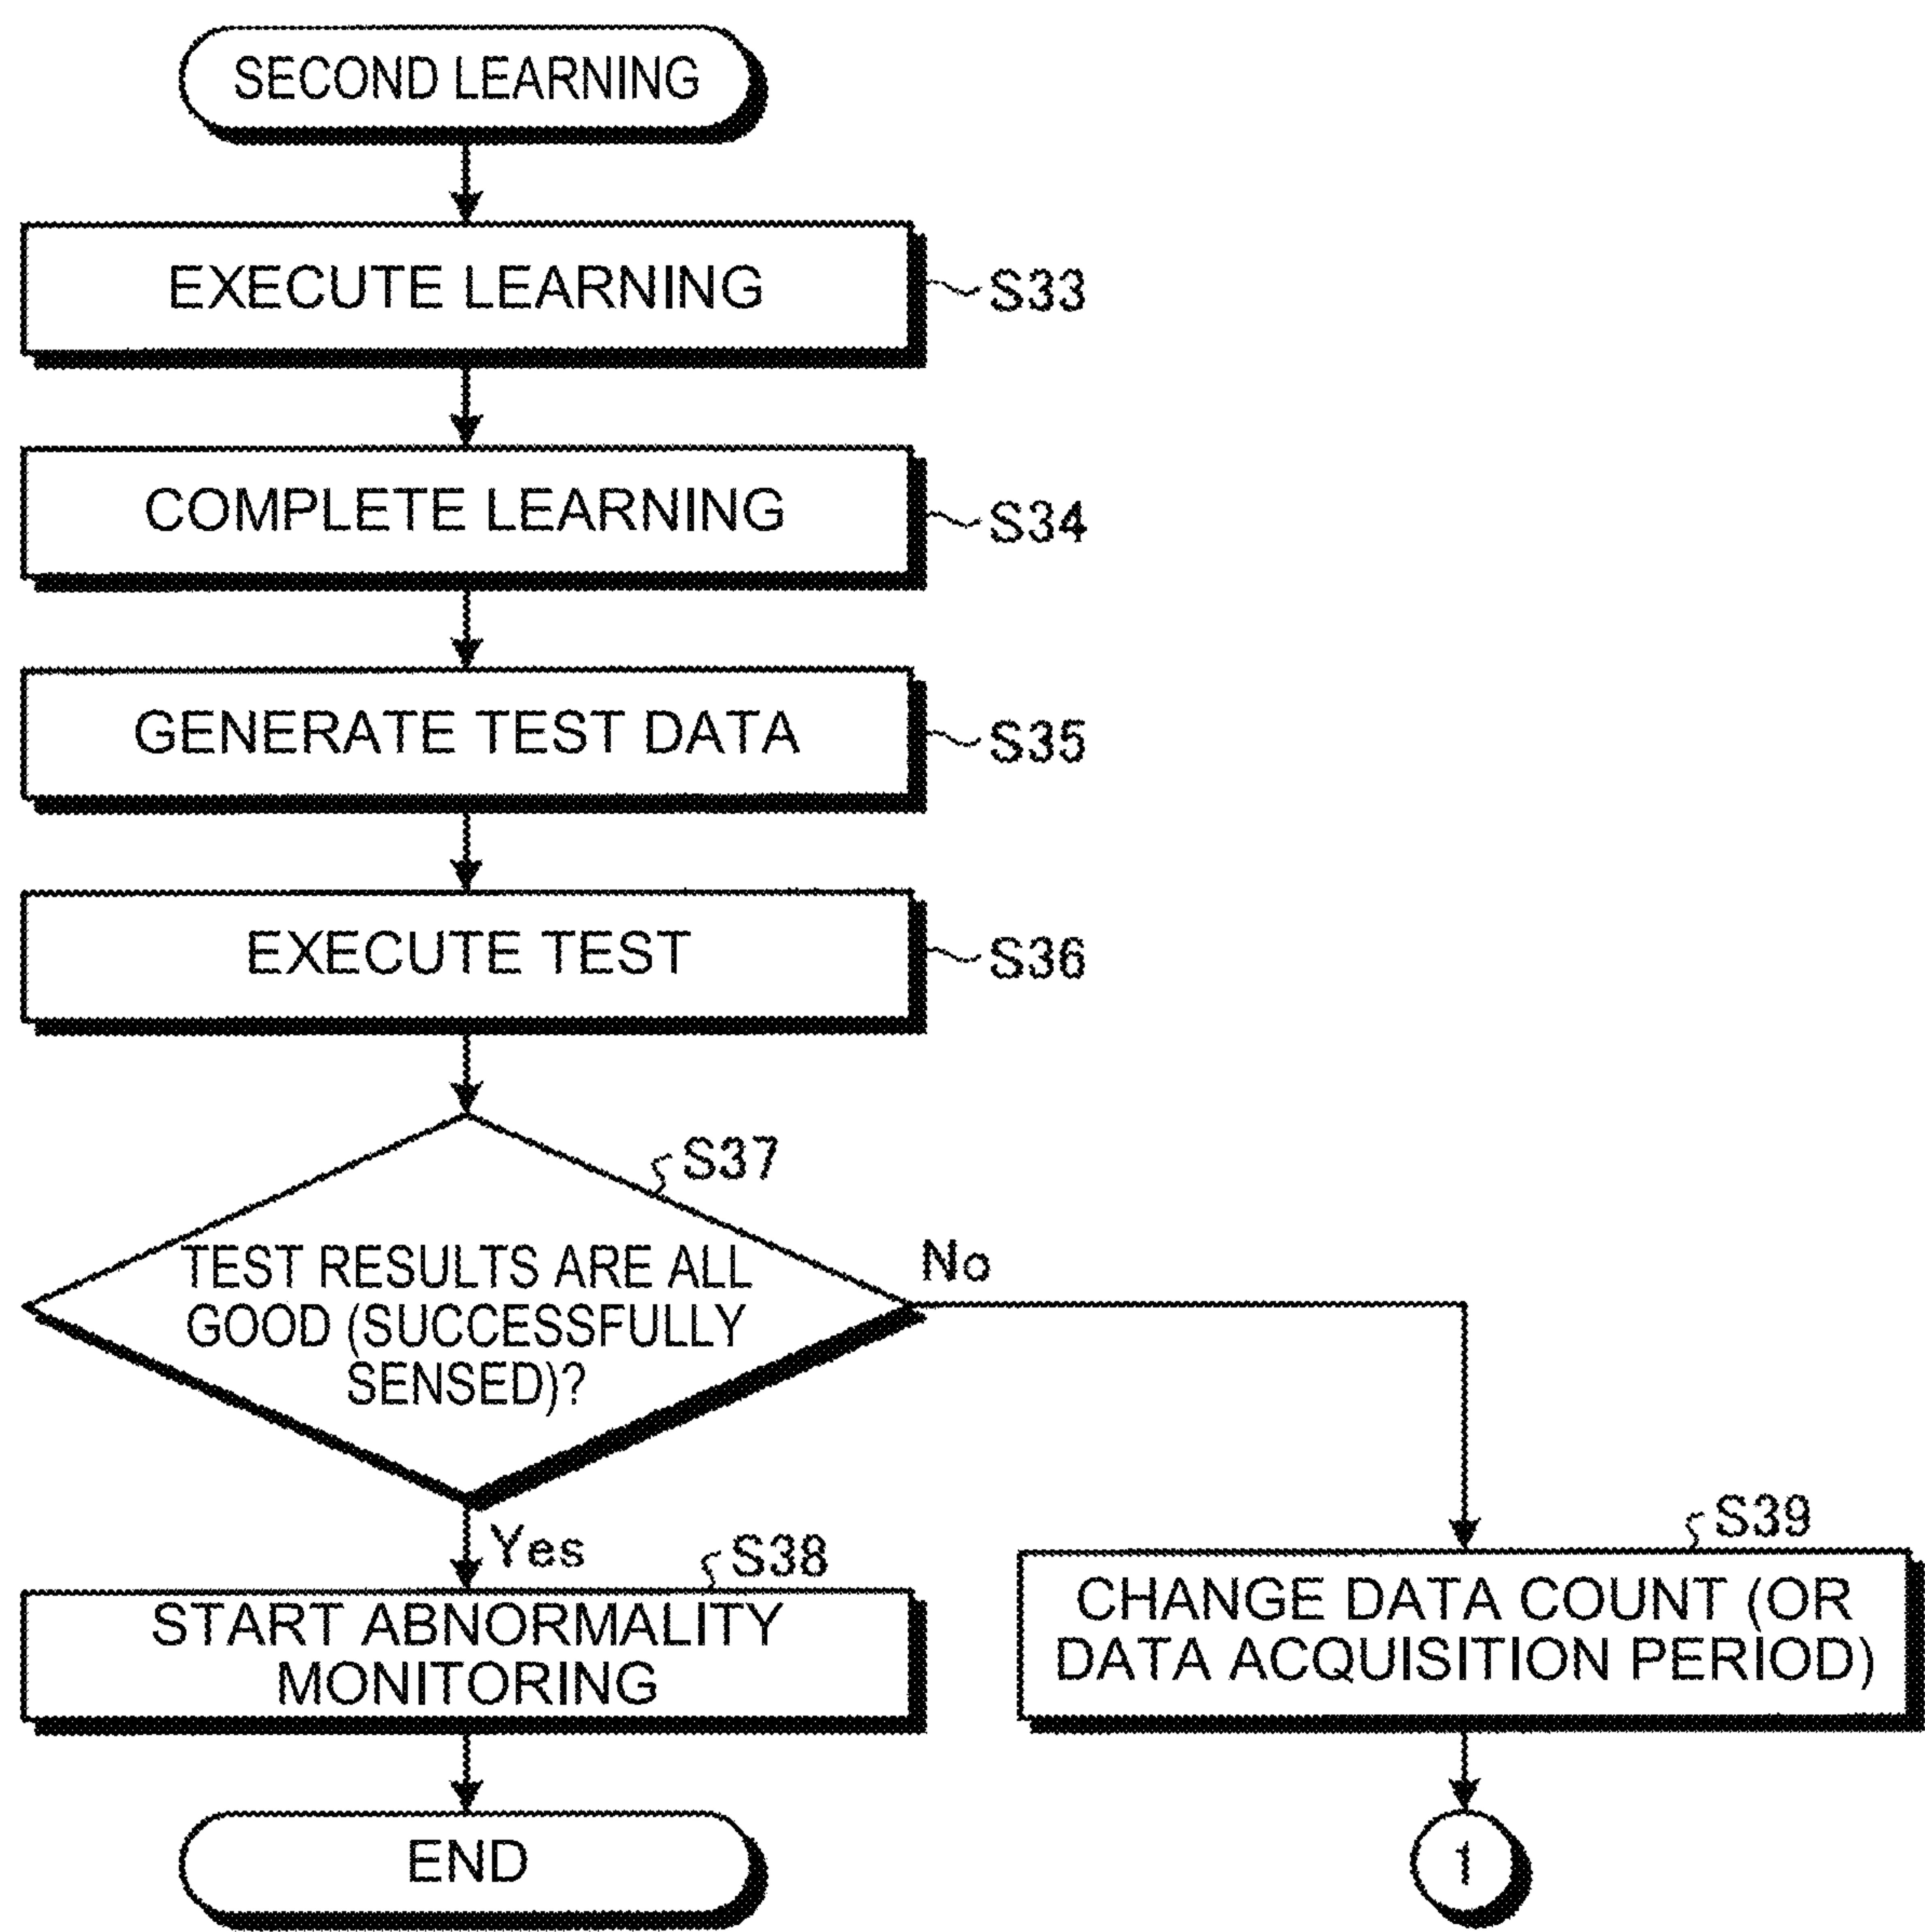 SECOND LEARNING
EXECUTE LEARNING
S33
COMPLETE LEARNING
S34
GENERATE TEST DATA
S35
EXECUTE TEST
S36
S37
TEST RESULTS ARE ALL
GOOD (SUCCESSFULLY
SENSED)?
No
Yes
S38
START ABNORMALITY
MONITORING
S39
CHANGE DATA COUNT (OR
DATA ACQUISITION PERIOD)
END
1